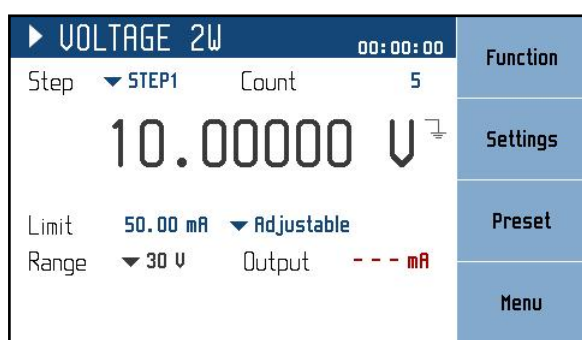 VOLTAGE 2W 00:00:00
Step STEP1 Count 5
10.00000 V
Limit 50.00 mA Adjustable
Range 30 V Output - - - mA
Function
Settings
Preset
Menu